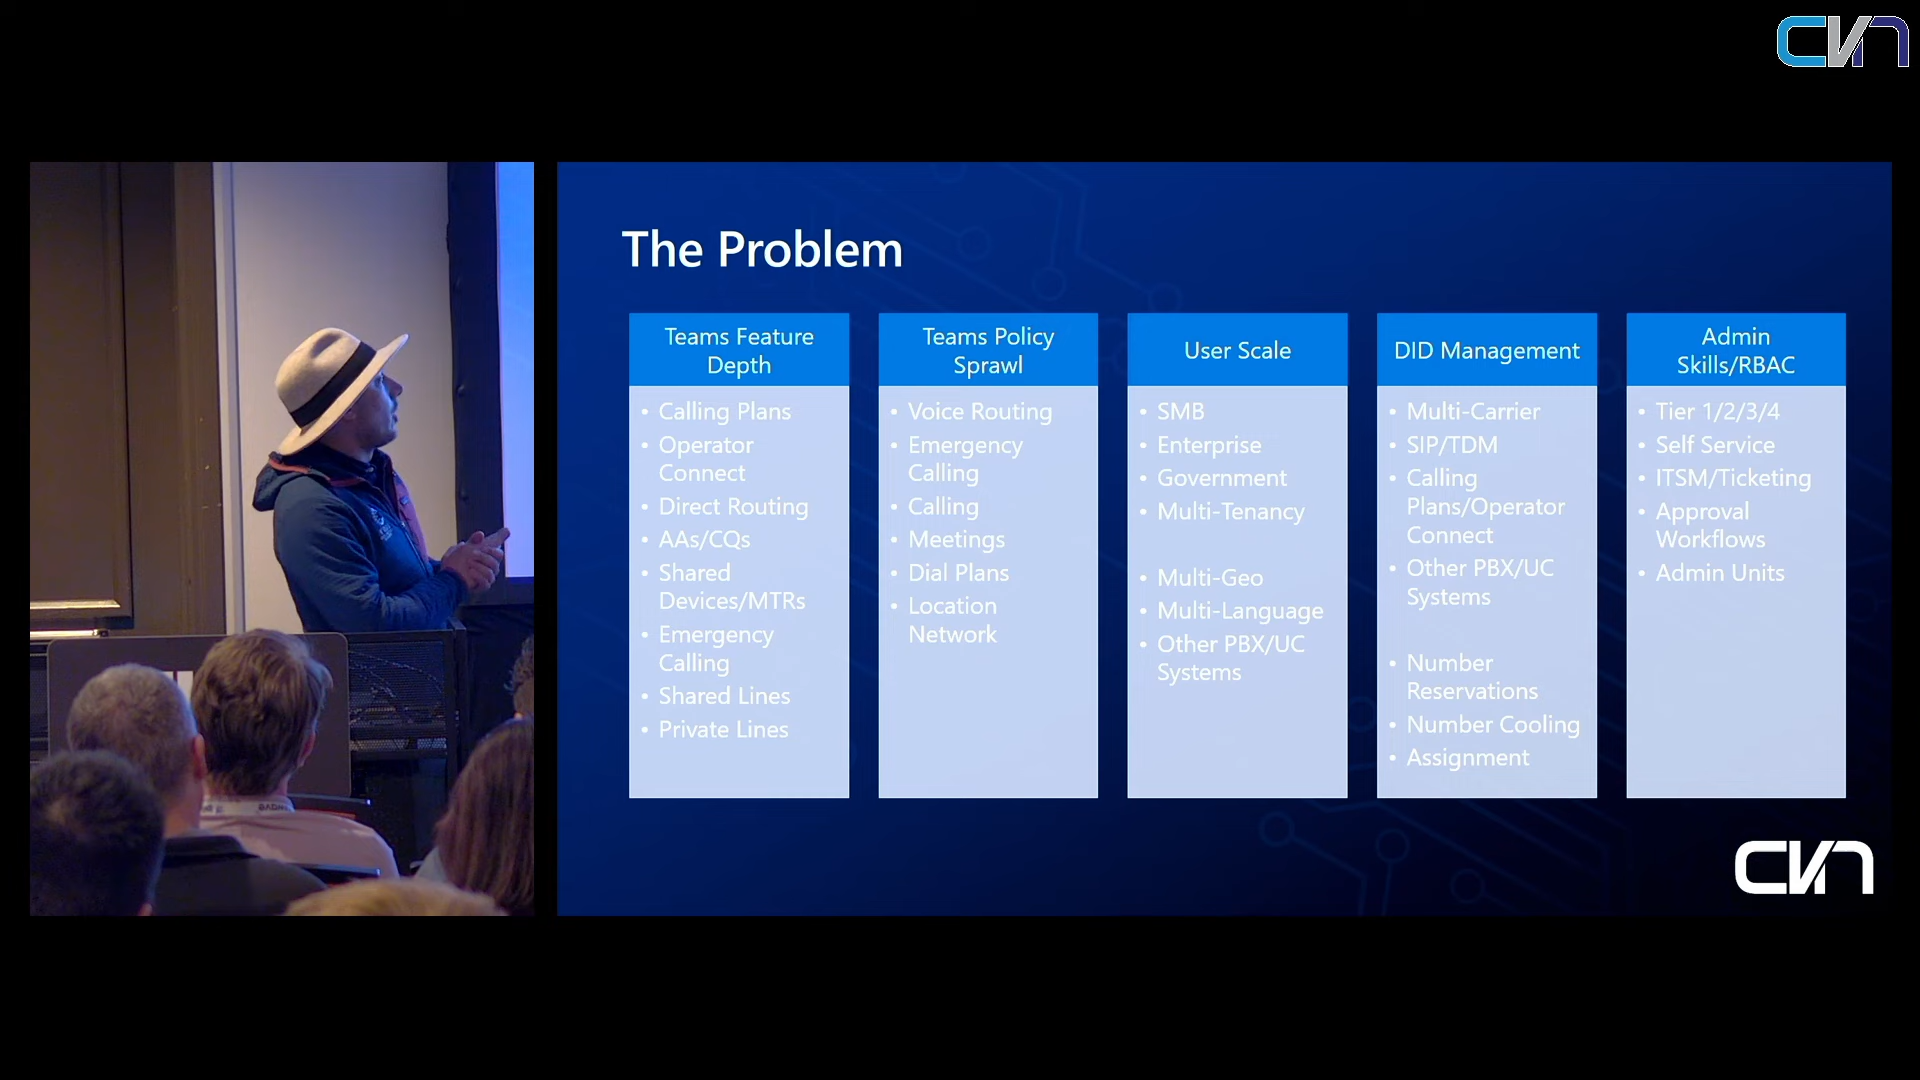 CVN
The Problem
Teams Feature
Depth
• Calling Plans
• Operator
Connect
• Direct Routing
• AAs/CQs
• Shared
Devices/MTRs
• Emergency
Calling
• Shared Lines
• Private Lines
Teams Policy
Sprawl
• Voice Routing
• Emergency
Calling
• Calling
• Meetings
• Dial Plans
• Location
Network
User Scale
• SMB
• Enterprise
• Government
• Multi-Tenancy
• Multi-Geo
• Multi-Language
• Other PBX/UC
Systems
DID Management
• Multi-Carrier
• SIP/TDM
• Calling
Plans/Operator
Connect
• Other PBX/UC
Systems
• Number
Reservations
• Number Cooling
• Assignment
Admin
Skills/RBAC
• Tier 1/2/3/4
• Self Service
• ITSM/Ticketing
• Approval
Workflows
• Admin Units
CVN